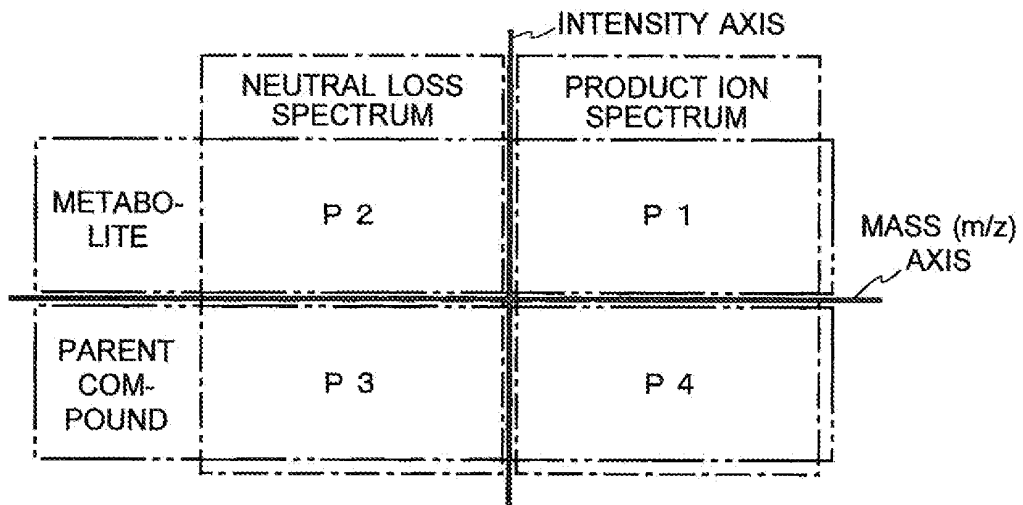 INTENSITY AXIS
NEUTRAL LOSS
SPECTRUM
PRODUCT ION
SPECTRUM
METABO-
LITE
P 2
P 1
MASS (m/z)
AXIS
PARENT
COM-
POUND
P 3
P 4